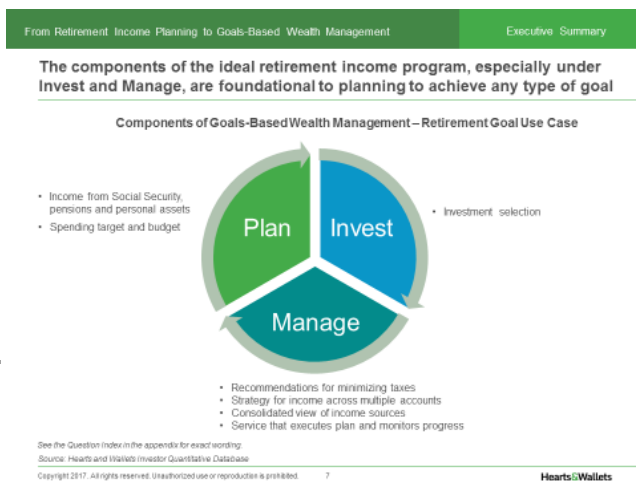 From Retirement Income Planning to Goals-Based Wealth Management
Executive Summary
The components of the ideal retirement income program, especially under
Invest and Manage, are foundational to planning to achieve any type of goal
Components of Goals-Based Wealth Management – Retirement Goal Use Case
• Income from Social Security,
pensions and personal assets
• Spending target and budget
Plan
Invest
• Investment selection
Manage
• Recommendations for minimizing taxes
• Strategy for income across multiple accounts
• Consolidated view of income sources
• Service that executes plan and monitors progress
See the Question Index in the appendix for exact wording.
Source: Hearts and Wallets Investor Quantitative Database
Copyright 2017. All rights reserved. Unauthorized use or reproduction is prohibited.
7
Hearts&Wallets